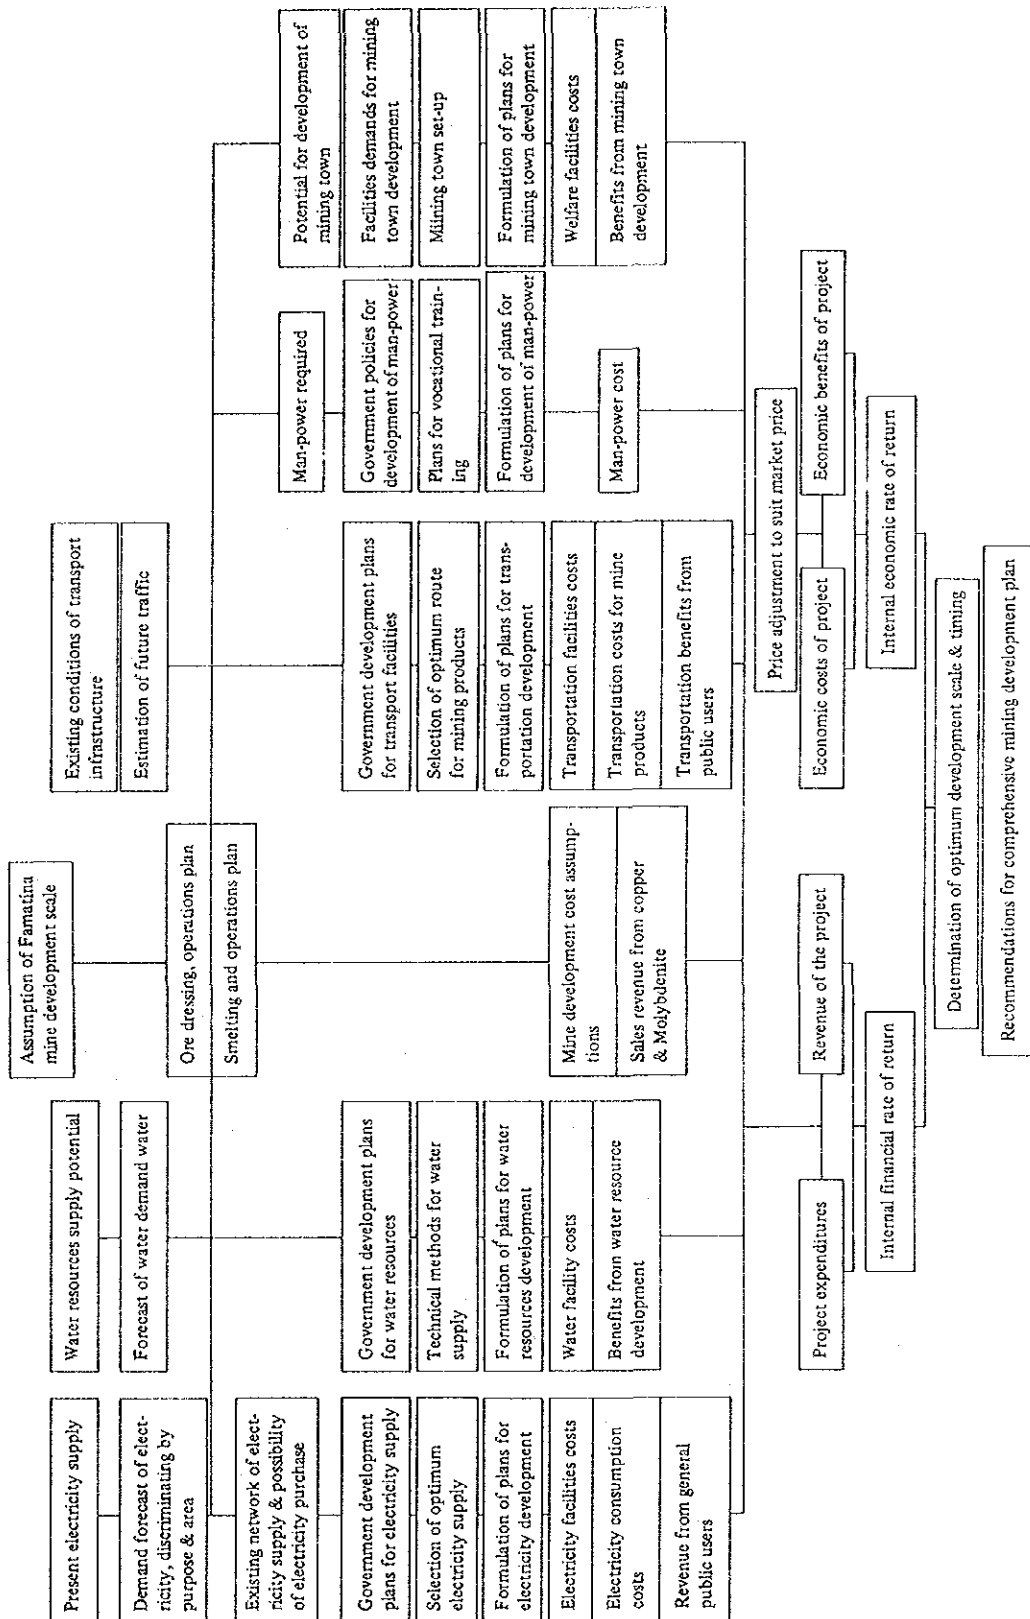 Assumption of Famatina
mine development scale
Present electricity supply
Water resources supply potential
Existing conditions of transport
infrastructure
Demand forecast of elect-
ricity, discriminating by
purpose & area
Forecast of water demand water
Estimation of future traffic
Ore dressing, operations plan
Smelting and operations plan
Existing network of elect-
ricity supply & possibility
of electricity purchase
Man-power required
Potential for development of
mining town
Government development
plans for electricity supply
Government development plans
for water resources
Government development plans
for transport facilities
Government policies for
development of man-power
Facilities demands for mining
town development
Selection of optimum
electricity supply
Technical methods for water
supply
Selection of optimum route
for mining products
Plans for vocational train-
ing
Miining town set-up
Formulation of plans for
electricity development
Formulation of plans for water
resources development
Formulation of plans for trans-
portation development
Formulation of plans for
development of man-power
Formulation of plans for
mining town development
Electricity facilities costs
Electricity consumption
costs
Revenue from general
public users
Water facility costs
Benefits from water resource
development
Mine development cost assump-
tions
Sales revenue from copper
& Molybdenite
Transportation facilities costs
Transportation costs for mine
products
Transportation benefits from
public users
Man-power cost
Welfare facilities costs
Benefits from mining town
development
Price adjustment to suit market price
Project expenditures
Revenue of the project
Economic costs of project
Economic benefits of project
Internal financial rate of return
Internal economic rate of return
Determination of optimum development scale & timing
Recommendations for comprehensive mining development plan